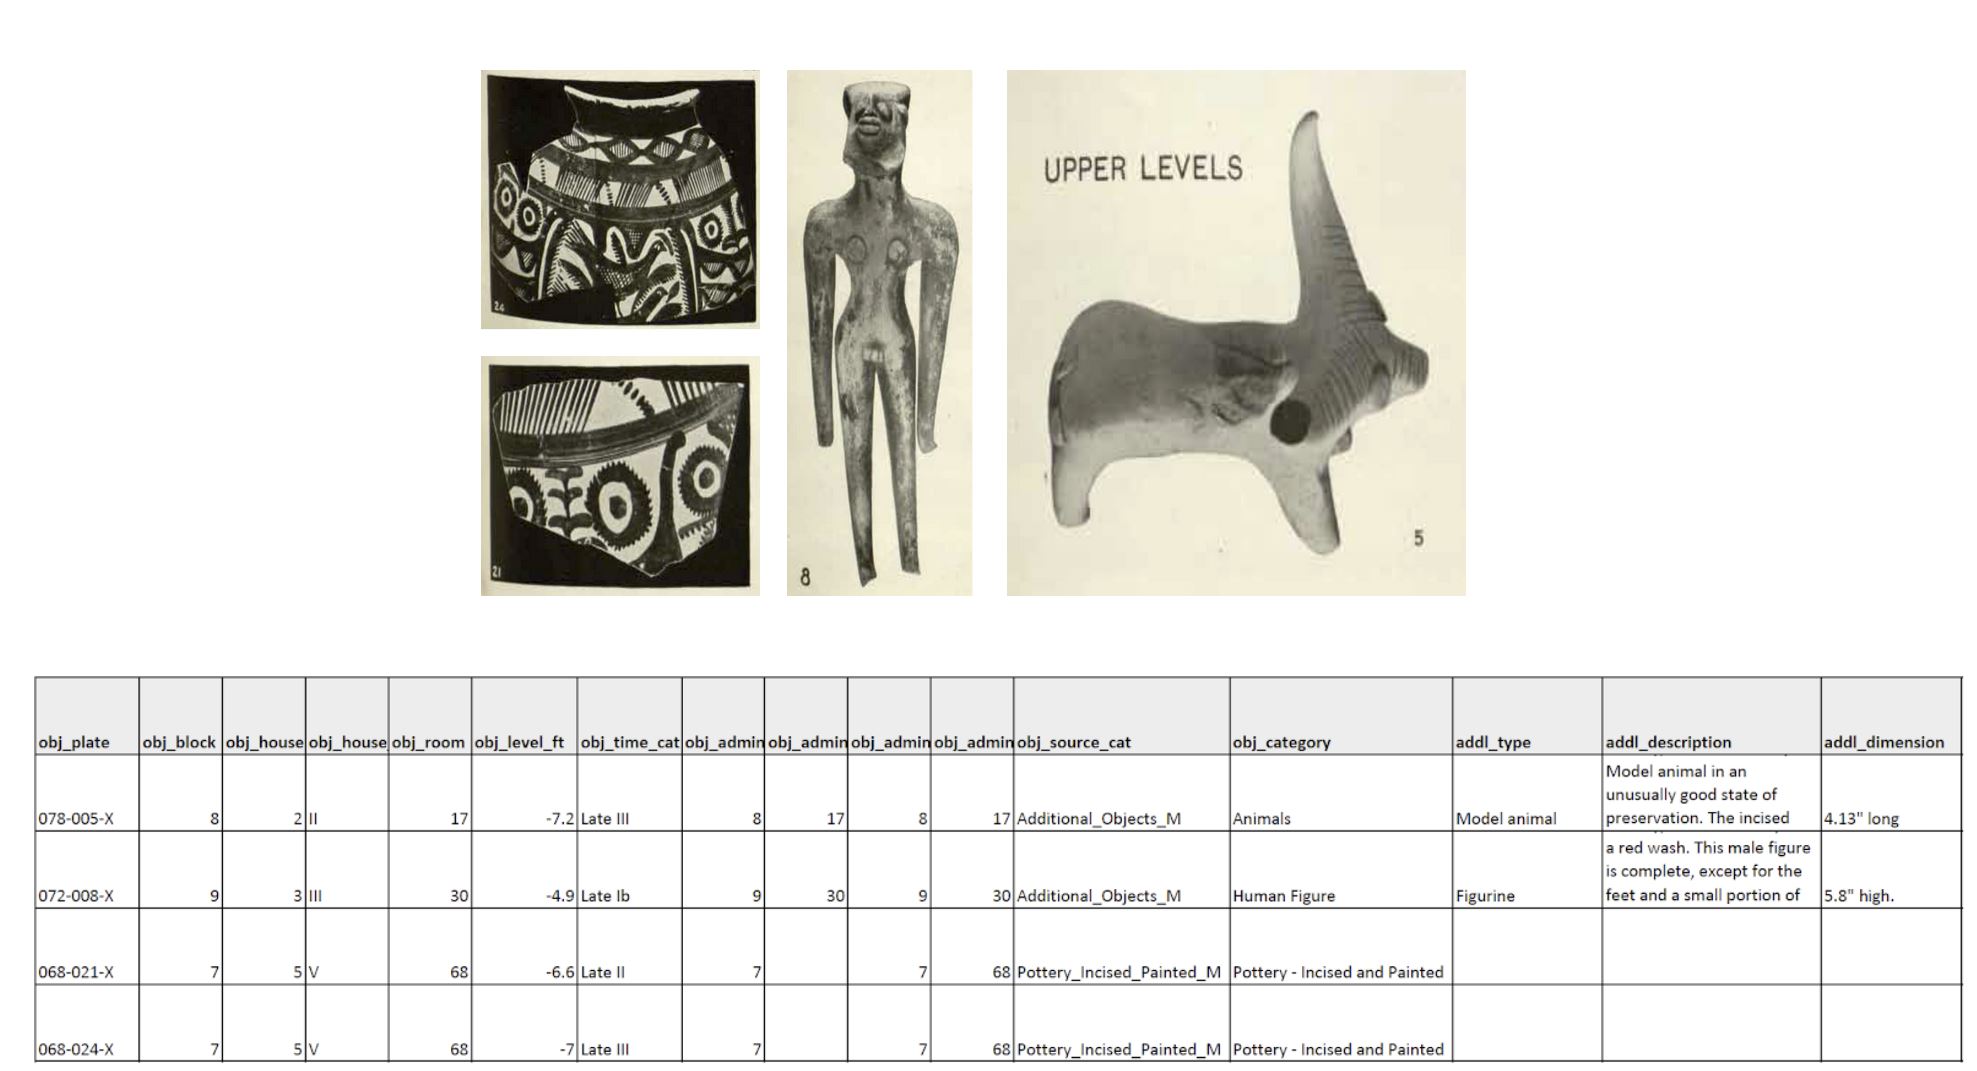 24
21
8
UPPER LEVELS
5
obj_plate obj_block obj_house obj_house obj_room obj_level_ft obj_time_cat obj_admin obj_admin obj_admin obj_admin obj_source_cat obj_category addl_type addl_description addl_dimension
Model animal in an
unusually good state of
078-005-X 8 2 II 17 -7.2 Late III 8 17 8 17 Additional_Objects_M Animals Model animal preservation. The incised 4.13" long
a red wash. This male figure
is complete, except for the
072-008-X 9 3 III 30 -4.9 Late Ib 9 30 9 30 Additional_Objects_M Human Figure Figurine feet and a small portion of 5.8" high.
068-021-X 7 5 V 68 -6.6 Late II 7 7 68 Pottery_Incised_Painted_M Pottery - Incised and Painted
068-024-X 7 5 V 68 -7 Late III 7 7 68 Pottery_Incised_Painted_M Pottery - Incised and Painted